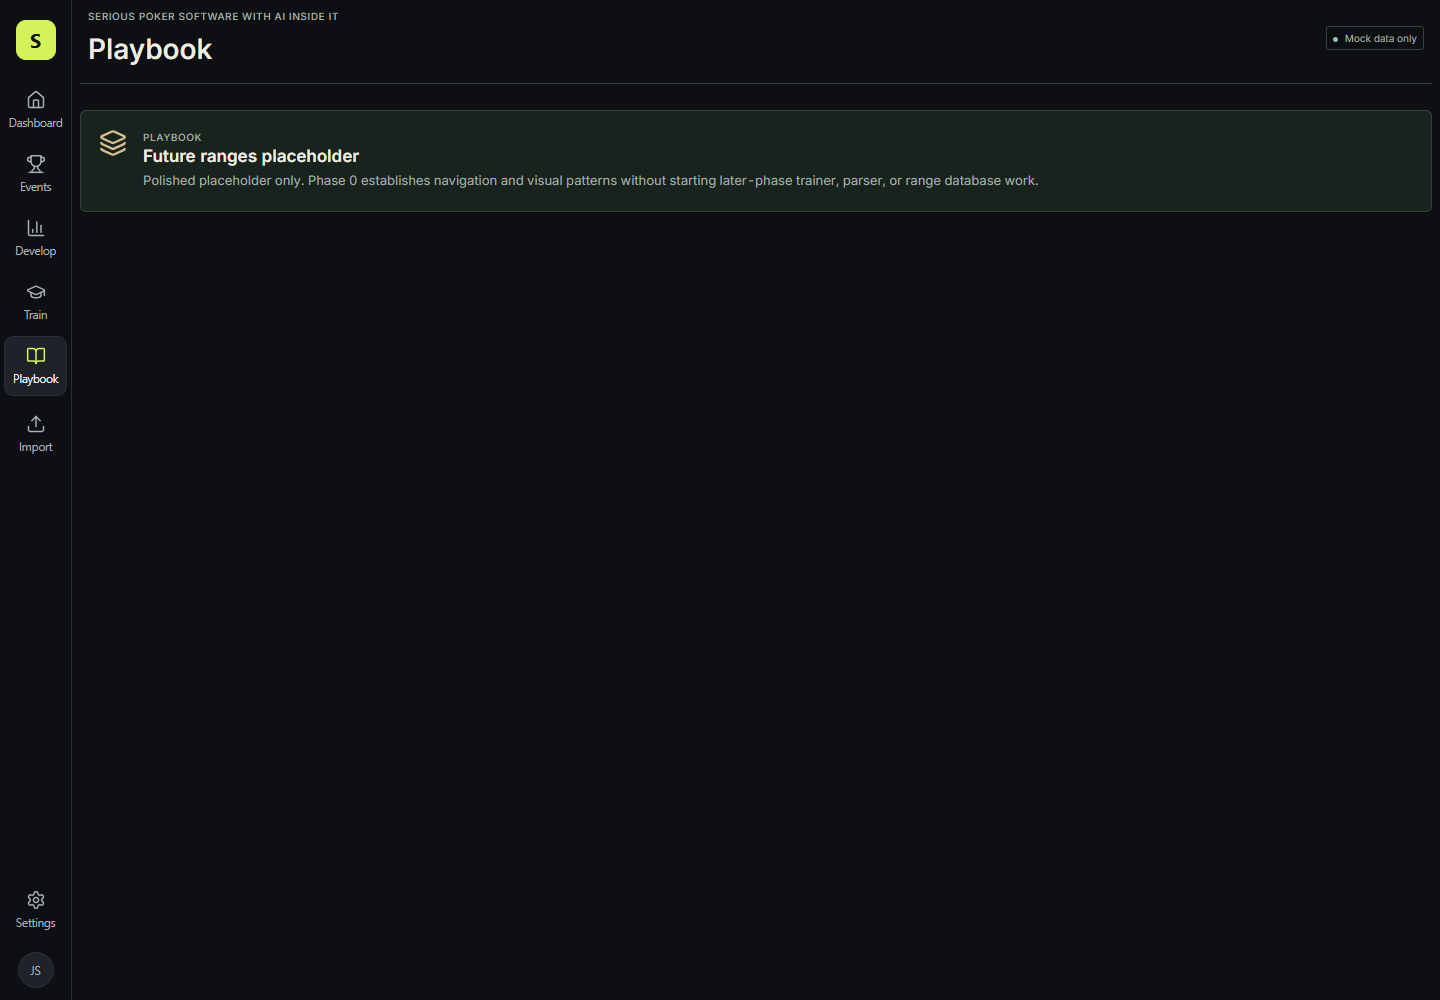 S
SERIOUS POKER SOFTWARE WITH AI INSIDE IT
Playbook
Mock data only
Dashboard
Events
Develop
Train
Playbook
Import
Settings
JS
PLAYBOOK
Future ranges placeholder
Polished placeholder only. Phase 0 establishes navigation and visual patterns without starting later-phase trainer, parser, or range database work.